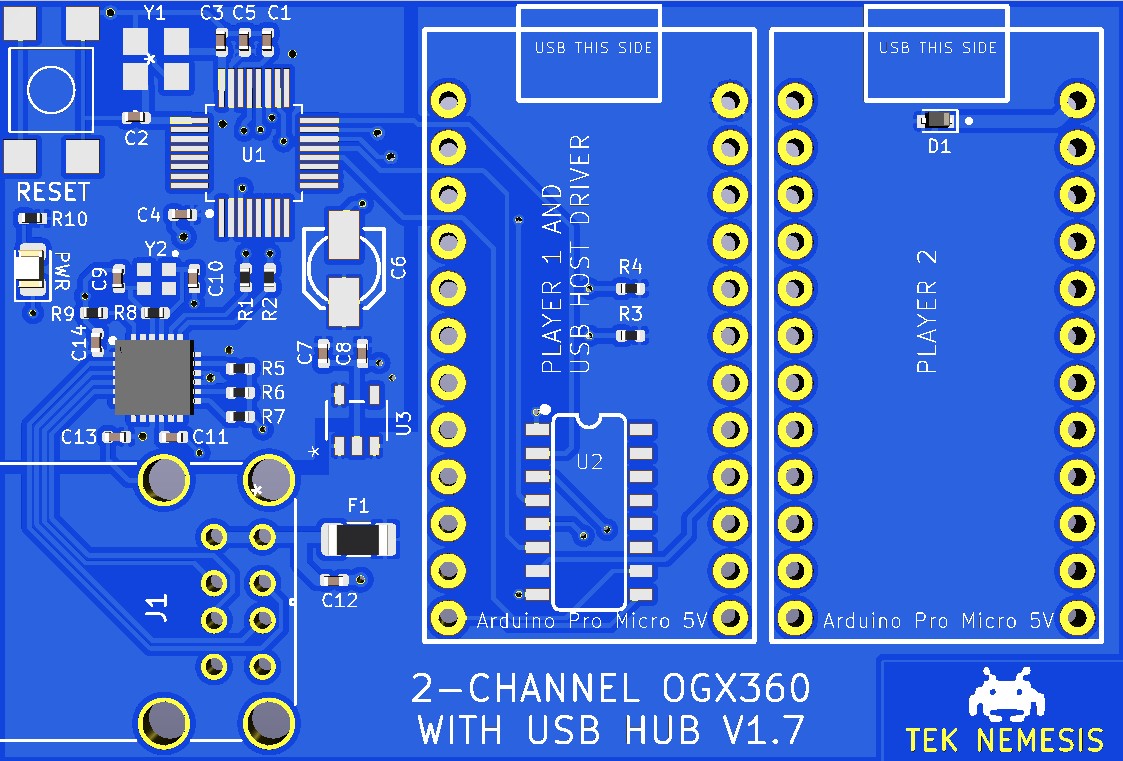 Y1
C3 C5 C1
USB THIS SIDE
USB THIS SIDE
C2
U1
D1
RESET
C4
R10
PWR
Y2
C9
C10
R1
R2
C6
R9
R8
C14
PLAYER 1 AND
USB HOST DRIVER
R4
R3
PLAYER 2
C7
C8
R5
R6
R7
C13
C11
U3
*
U2
F1
J1
C12
Arduino Pro Micro 5V
Arduino Pro Micro 5V
2-CHANNEL OGX360
WITH USB HUB V1.7
TEK NEMESIS